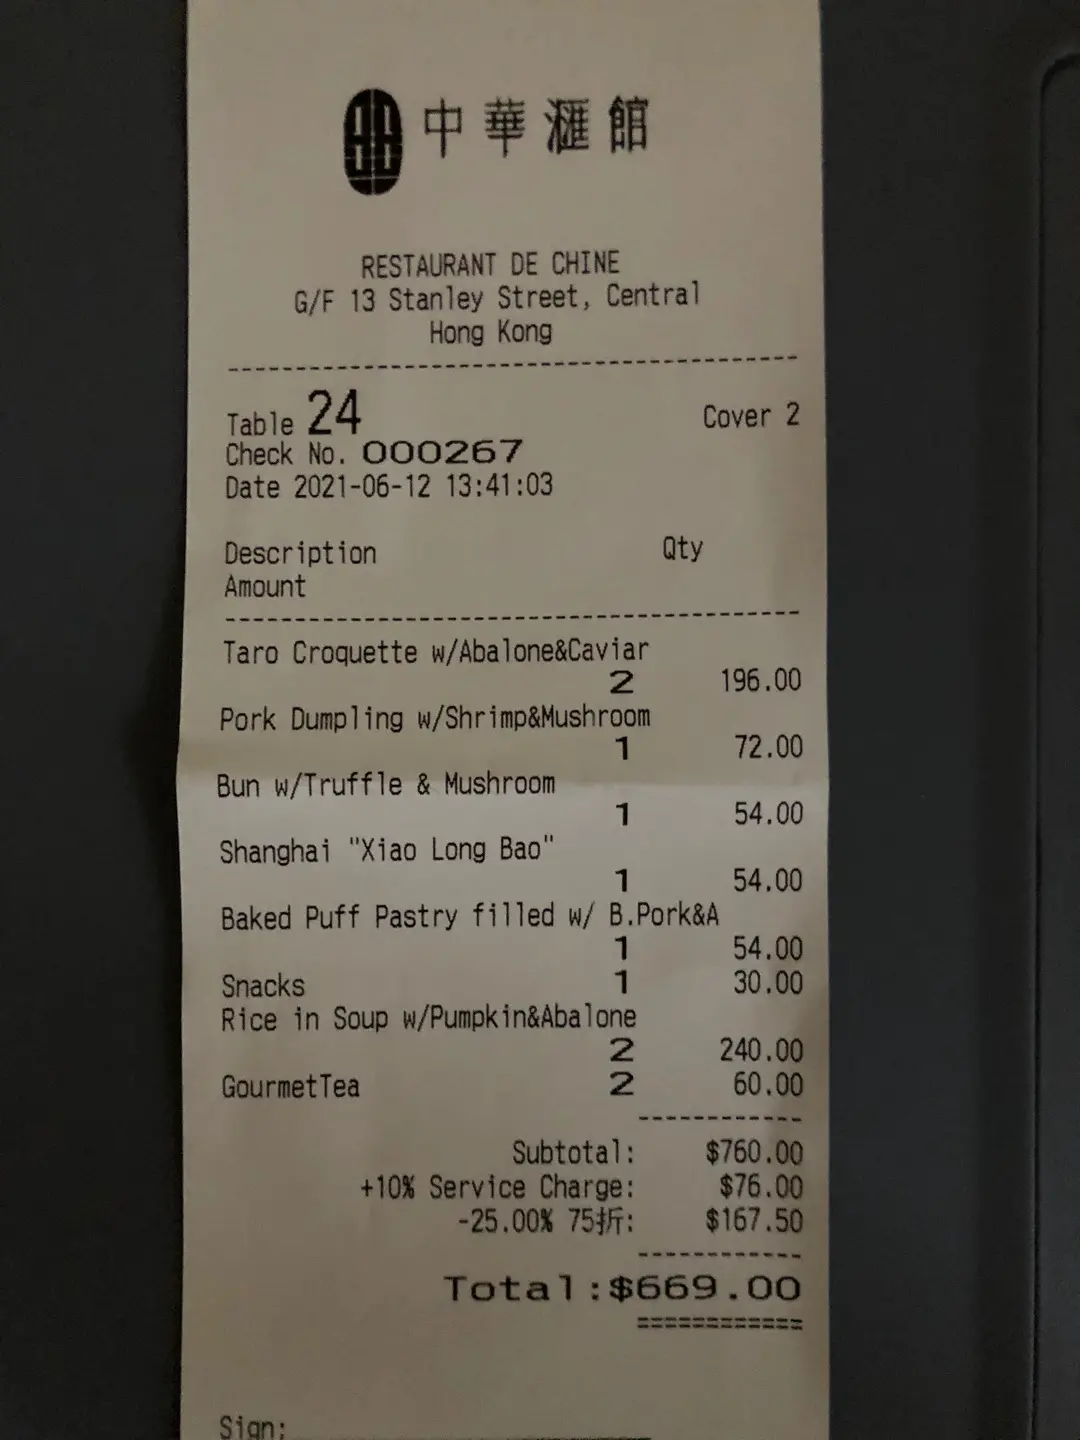 中華滙館
RESTAURANT DE CHINE
G/F 13 Stanley Street, Central
Hong Kong
Table 24 Cover 2
Check No. 000267
Date 2021-06-12 13:41:03
Description Qty
Amount
Taro Croquette w/Abalone&Caviar
2 196.00
Pork Dumpling w/Shrimp&Mushroom
1 72.00
Bun w/Truffle & Mushroom
1 54.00
Shanghai "Xiao Long Bao"
1 54.00
Baked Puff Pastry filled w/ B.Pork&A
1 54.00
Snacks 1 30.00
Rice in Soup w/Pumpkin&Abalone
2 240.00
GourmetTea 2 60.00
Subtotal: $760.00
+10% Service Charge: $76.00
-25.00% 75折: $167.50
Total:$669.00
Sign: